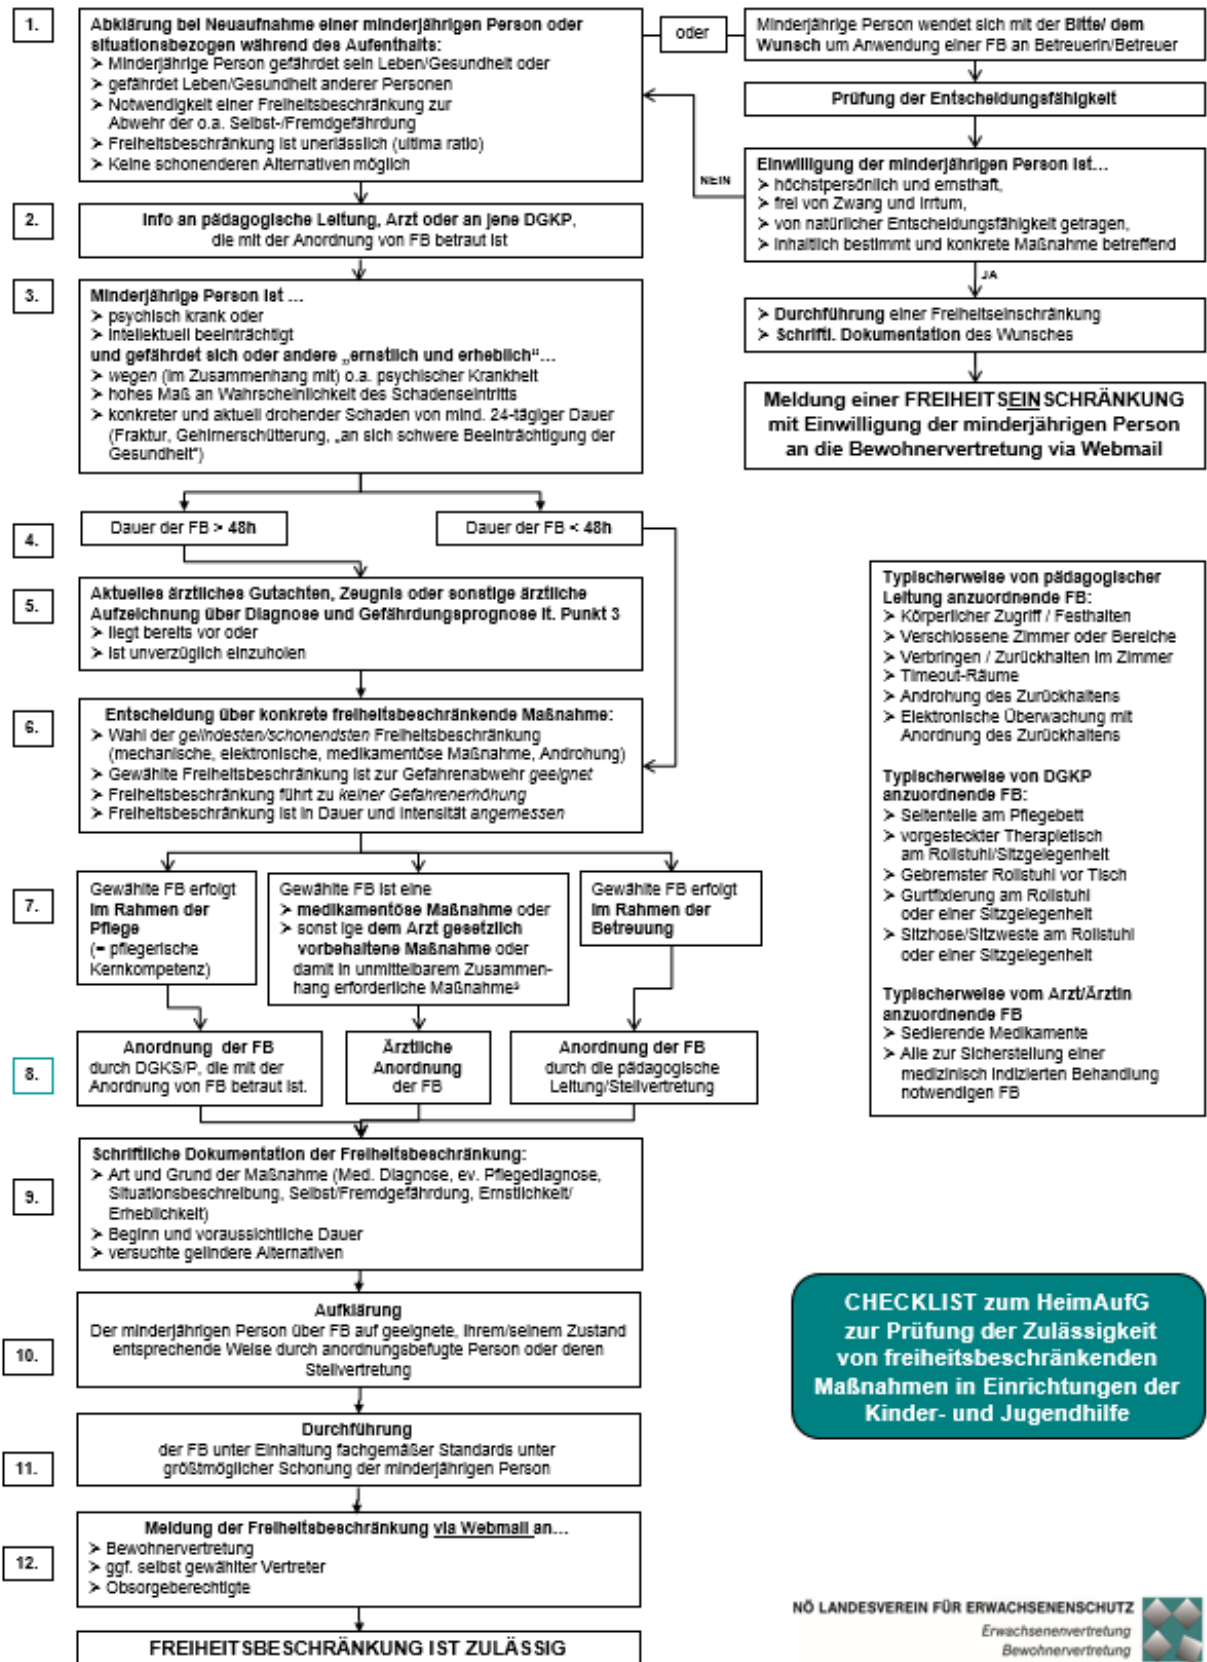 1.
Abklärung bei Neuaufnahme einer minderjährigen Person oder
situationsbezogen während des Aufenthalts:
➢ Minderjährige Person gefährdet sein Leben/Gesundheit oder
➢ gefährdet Leben/Gesundheit anderer Personen
➢ Notwendigkeit einer Freiheitsbeschränkung zur
Abwehr der o.a. Selbst-/Fremdgefährdung
➢ Freiheitsbeschränkung ist unerlässlich (ultima ratio)
➢ Keine schonenderen Alternativen möglich
oder
Minderjährige Person wendet sich mit der Bitte/ dem
Wunsch um Anwendung einer FB an Betreuerin/Betreuer
Prüfung der Entscheidungsfähigkeit
Einwilligung der minderjährigen Person ist…
➢ höchstpersönlich und ernsthaft,
➢ frei von Zwang und Irrtum,
➢ von natürlicher Entscheidungsfähigkeit getragen,
➢ inhaltlich bestimmt und konkrete Maßnahme betreffend
NEIN
JA
➢ Durchführung einer Freiheitseinschränkung
➢ Schriftl. Dokumentation des Wunsches
Meldung einer FREIHEITSEINSCHRÄNKUNG
mit Einwilligung der minderjährigen Person
an die Bewohnervertretung via Webmail
2.
Info an pädagogische Leitung, Arzt oder an jene DGKP,
die mit der Anordnung von FB betraut ist
3.
Minderjährige Person ist …
➢ psychisch krank oder
➢ intellektuell beeinträchtigt
und gefährdet sich oder andere „ernstlich und erheblich“…
➢ wegen (im Zusammenhang mit) o.a. psychischer Krankheit
➢ hohes Maß an Wahrscheinlichkeit des Schadenseintritts
➢ konkreter und aktuell drohender Schaden von mind. 24-tägiger Dauer
(Fraktur, Gehirnerschütterung, „an sich schwere Beeinträchtigung der
Gesundheit“)
4.
Dauer der FB > 48h
Dauer der FB < 48h
5.
Aktuelles ärztliches Gutachten, Zeugnis oder sonstige ärztliche
Aufzeichnung über Diagnose und Gefährdungsprognose lt. Punkt 3
➢ liegt bereits vor oder
➢ ist unverzüglich einzuholen
6.
Entscheidung über konkrete freiheitsbeschränkende Maßnahme:
➢ Wahl der gelindesten/schonendsten Freiheitsbeschränkung
(mechanische, elektronische, medikamentöse Maßnahme, Androhung)
➢ Gewählte Freiheitsbeschränkung ist zur Gefahrenabwehr geeignet
➢ Freiheitsbeschränkung führt zu keiner Gefahrenerhöhung
➢ Freiheitsbeschränkung ist in Dauer und Intensität angemessen
7.
Gewählte FB erfolgt
im Rahmen der
Pflege
(= pflegerische
Kernkompetenz)
Gewählte FB ist eine
➢ medikamentöse Maßnahme oder
➢ sonst ige dem Arzt gesetzlich
vorbehaltene Maßnahme oder
damit in unmittelbarem Zusammen-
hang erforderliche Maßnahme
Gewählte FB erfolgt
im Rahmen der
Betreuung
8.
Anordnung der FB
durch DGKS/P, die mit der
Anordnung von FB betraut ist.
Ärztliche
Anordnung
der FB
Anordnung der FB
durch die pädagogische
Leitung/Stellvertretung
9.
Schriftliche Dokumentation der Freiheitsbeschränkung:
➢ Art und Grund der Maßnahme (Med. Diagnose, ev. Pflegediagnose,
Situationsbeschreibung, Selbst/Fremdgefährdung, Ernstlichkeit/
Erheblichkeit)
➢ Beginn und voraussichtliche Dauer
➢ versuchte gelindere Alternativen
10.
Aufklärung
Der minderjährigen Person über FB auf geeignete, ihrem/seinem Zustand
entsprechende Weise durch anordnungsbefugte Person oder deren
Stellvertretung
11.
Durchführung
der FB unter Einhaltung fachgemäßer Standards unter
größtmöglicher Schonung der minderjährigen Person
12.
Meldung der Freiheitsbeschränkung via Webmail an…
➢ Bewohnervertretung
➢ ggf. selbst gewählter Vertreter
➢ Obsorgeberechtigte
FREIHEITSBESCHRÄNKUNG IST ZULÄSSIG
Typischerweise von pädagogischer
Leitung anzuordnende FB:
➢ Körperlicher Zugriff / Festhalten
➢ Verschlossene Zimmer oder Bereiche
➢ Verbringen / Zurückhalten im Zimmer
➢ Timeout-Räume
➢ Androhung des Zurückhaltens
➢ Elektronische Überwachung mit
Anordnung des Zurückhaltens
Typischerweise von DGKP
anzuordnende FB:
➢ Seitenteile am Pflegebett
➢ vorgesteckter Therapietisch
am Rollstuhl/Sitzgelegenheit
➢ Gebremster Rollstuhl vor Tisch
➢ Gurtfixierung am Rollstuhl
oder einer Sitzgelegenheit
➢ Sitzhose/Sitzweste am Rollstuhl
oder einer Sitzgelegenheit
Typischerweise vom Arzt/Ärztin
anzuordnende FB
➢ Sedierende Medikamente
➢ Alle zur Sicherstellung einer
medizinisch indizierten Behandlung
notwendigen FB
CHECKLIST zum HeimAufG
zur Prüfung der Zulässigkeit
von freiheitsbeschränkenden
Maßnahmen in Einrichtungen der
Kinder- und Jugendhilfe
NÖ LANDESVEREIN FÜR ERWACHSENENSCHUTZ
Erwachsenenvertretung
Bewohnervertretung